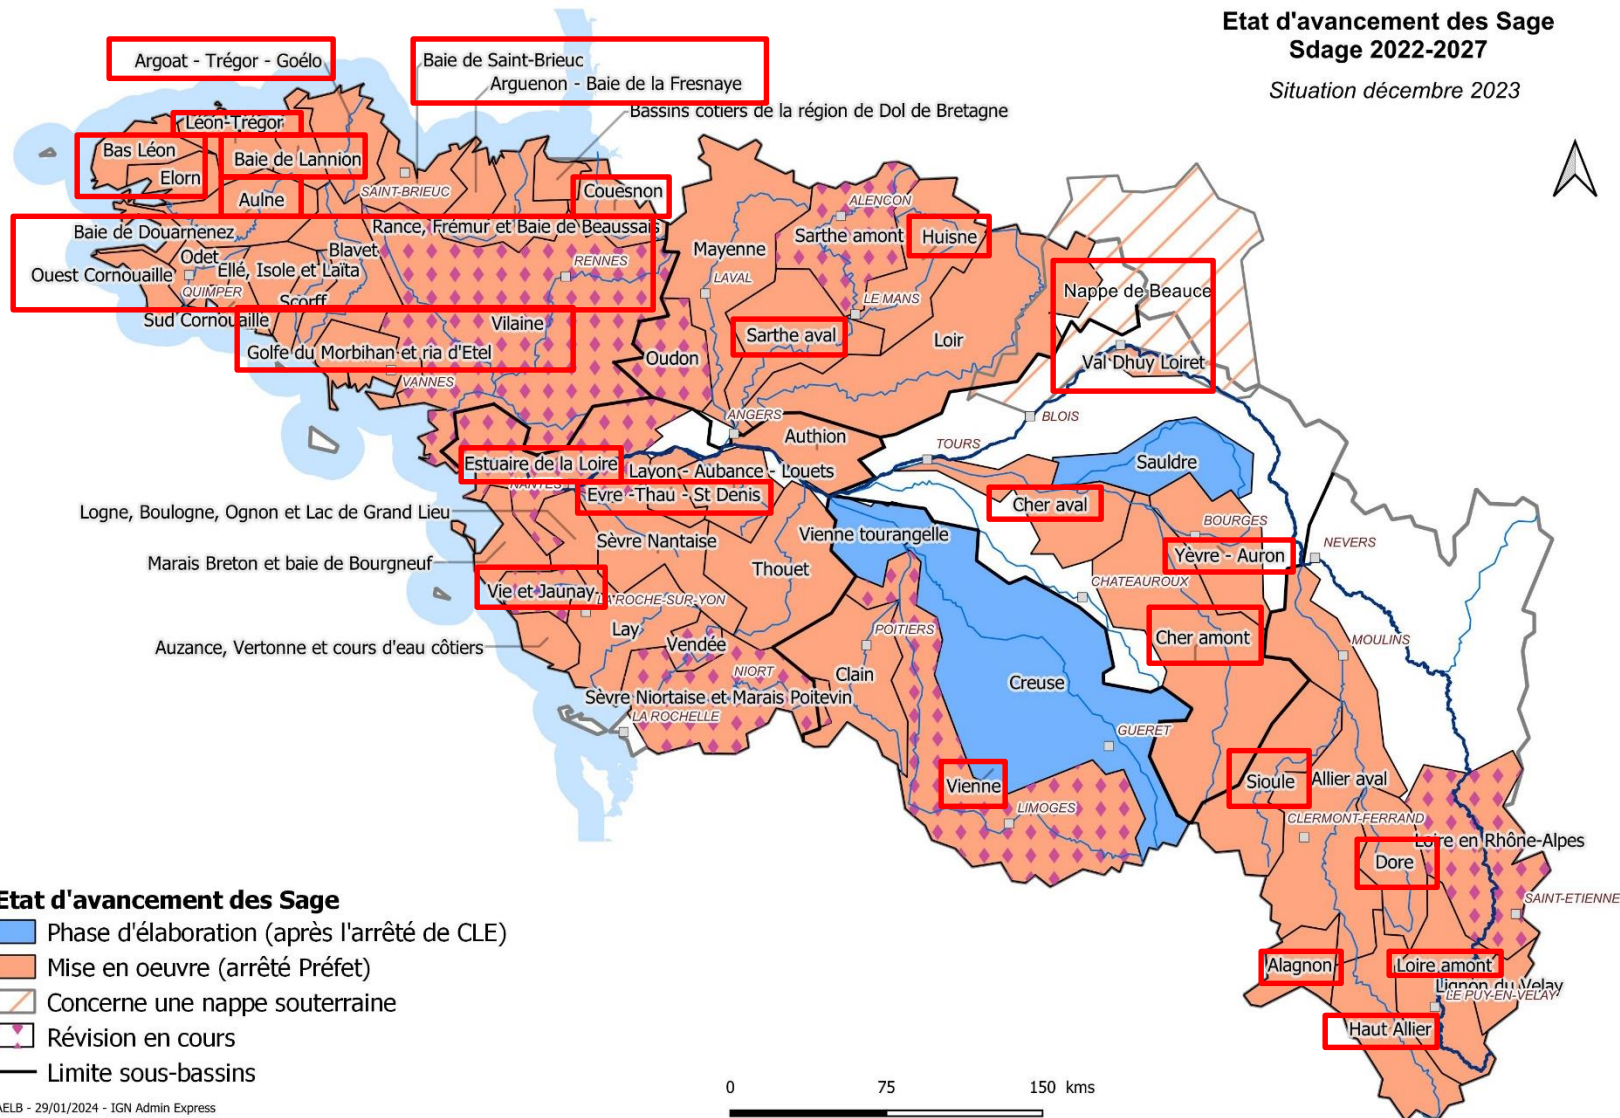 Etat d'avancement des Sage
Sdage 2022-2027
Situation décembre 2023
Argoat - Trégor - Goélo
Baie de Saint-Brieuc
Arguenon - Baie de la Fresnaye
Bassins cotiers de la région de Dol de Bretagne
Léon-Trégor
Bas Léon
Baie de Lannion
Elorn
Aulne
SAINT-BRIEUC
Couesnon
Baie de Douarnenez
Rance, Frémur et Baie de Beaussais
Odet
Blavet
Ouest Cornouaille
Ellé, Isole et Laïta
QUIMPER
Scorff
RENNES
Sud Cornouaille
Vilaine
Golfe du Morbihan et ria d'Etel
VANNES
ALENCON
Mayenne
Sarthe amont
Huisne
LAVAL
LE MANS
Sarthe aval
Loir
Oudon
Nappe de Beauce
Val Dhuy Loiret
ANGERS
Authion
BLOIS
TOURS
Sauldre
Estuaire de la Loire
Layon - Aubance - Louets
NANTES
Evre -Thau - St Denis
Cher aval
Logne, Boulogne, Ognon et Lac de Grand Lieu
Sèvre Nantaise
Vienne tourangelle
BOURGES
Yèvre - Auron
NEVERS
Marais Breton et baie de Bourgneuf
Thouet
Vie et Jaunay
LA ROCHE-SUR-YON
CHATEAUROUX
Lay
POITIERS
Cher amont
MOULINS
Auzance, Vertonne et cours d'eau côtiers
Vendée
NIORT
Clain
Creuse
Sèvre Niortaise et Marais Poitevin
LA ROCHELLE
GUERET
Vienne
Sioule
Allier aval
LIMOGES
CLERMONT-FERRAND
Loire en Rhône-Alpes
Dore
SAINT-ETIENNE
Alagnon
Loire amont
Lignon du Velay
LE PUY-EN-VELAY
Haut Allier
Etat d'avancement des Sage
Phase d'élaboration (après l'arrêté de CLE)
Mise en oeuvre (arrêté Préfet)
Concerne une nappe souterraine
Révision en cours
Limite sous-bassins
AELB - 29/01/2024 - IGN Admin Express
0 75 150 kms